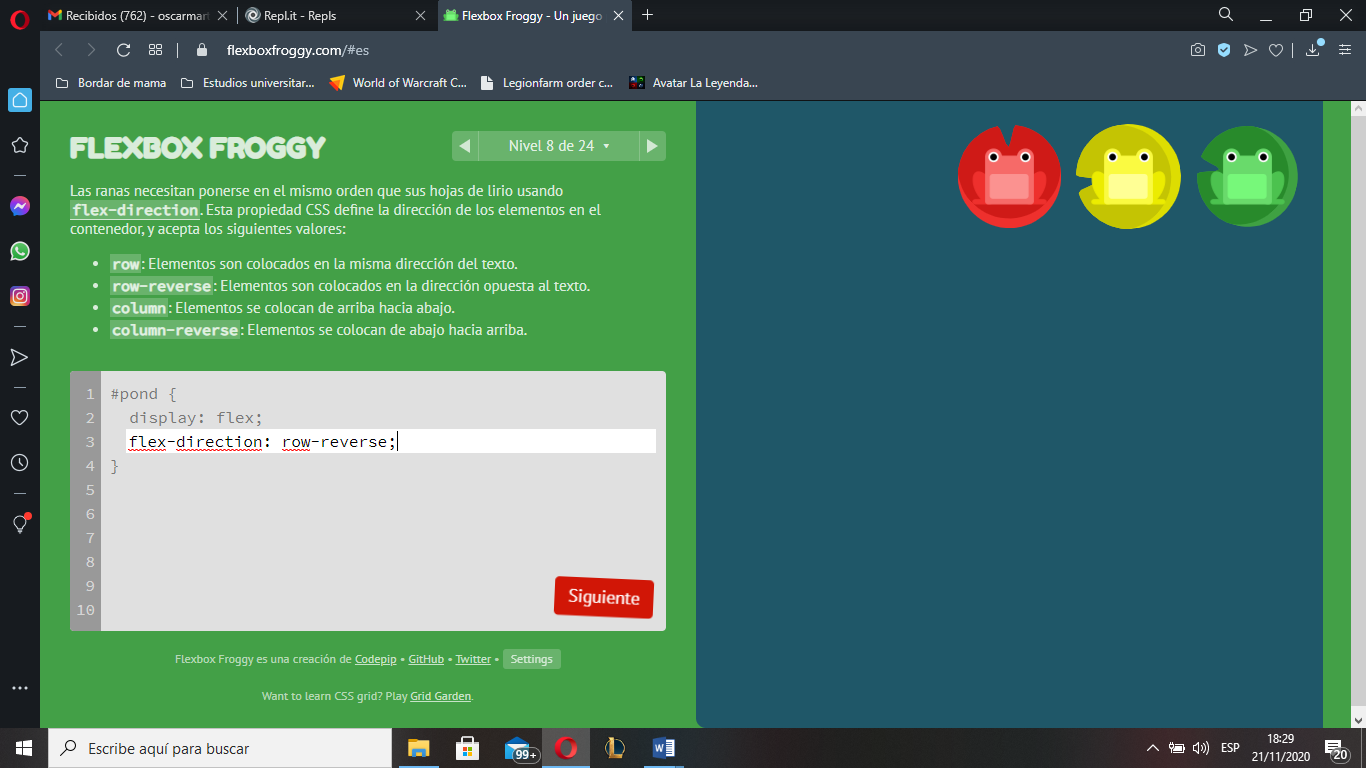 Recibidos (762) - oscarmar
Repl.it - Repls
Flexbox Froggy - Un juego
flexboxfroggy.com/#es
Bordar de mama
Estudios universitar...
World of Warcraft C...
Legionfarm order c...
Avatar La Leyenda...
FLEXBOX FROGGY
Nivel 8 de 24
Las ranas necesitan ponerse en el mismo orden que sus hojas de lirio usando
flex-direction. Esta propiedad CSS define la dirección de los elementos en el
contenedor, y acepta los siguientes valores:
• row: Elementos son colocados en la misma dirección del texto.
• row-reverse: Elementos son colocados en la dirección opuesta al texto.
• column: Elementos se colocan de arriba hacia abajo.
• column-reverse: Elementos se colocan de abajo hacia arriba.
1 #pond {
2 display: flex;
3 flex-direction: row-reverse;
4 }
5
6
7
8
9
10
Siguiente
Flexbox Froggy es una creación de Codepip • GitHub • Twitter • Settings
Want to learn CSS grid? Play Grid Garden.
Escribe aquí para buscar
99+
ESP
18:29
21/11/2020
20